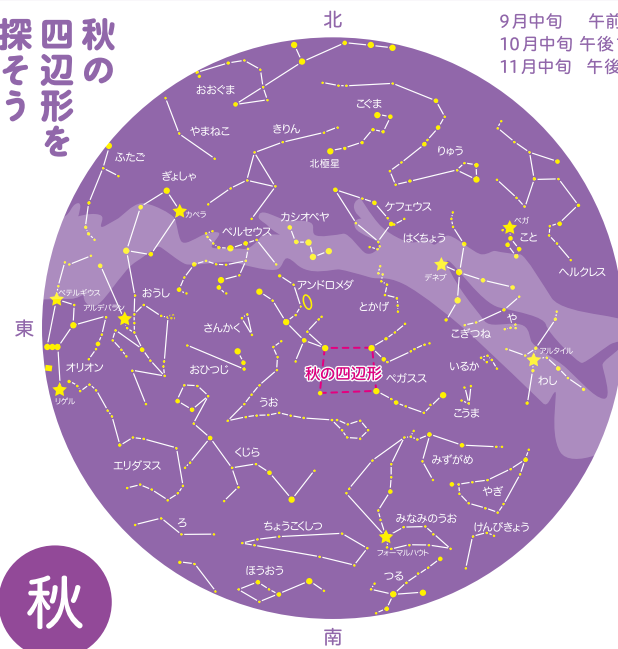 秋の
四辺形を
探そう
北
9月中旬 午前
10月中旬 午後
11月中旬 午後
おおぐま
こぐま
やまねこ
きりん
りゅう
ふたご
北極星
ぎょしゃ
カペラ
カシオペヤ
ケフェウス
ベガ
こと
ペルセウス
はくちょう
ヘルクレス
デネブ
アンドロメダ
ベテルギウス
おうし
アルデバラン
とかげ
や
さんかく
こぎつね
東
アルタイル
オリオン
おひつじ
秋の四辺形
ペガスス
いるか
わし
リゲル
うお
こうま
くじら
みずがめ
エリダヌス
やぎ
ろ
ちょうこくしつ
みなみのうお
けんびきょう
フォーマルハウト
ほうおう
つる
秋
南